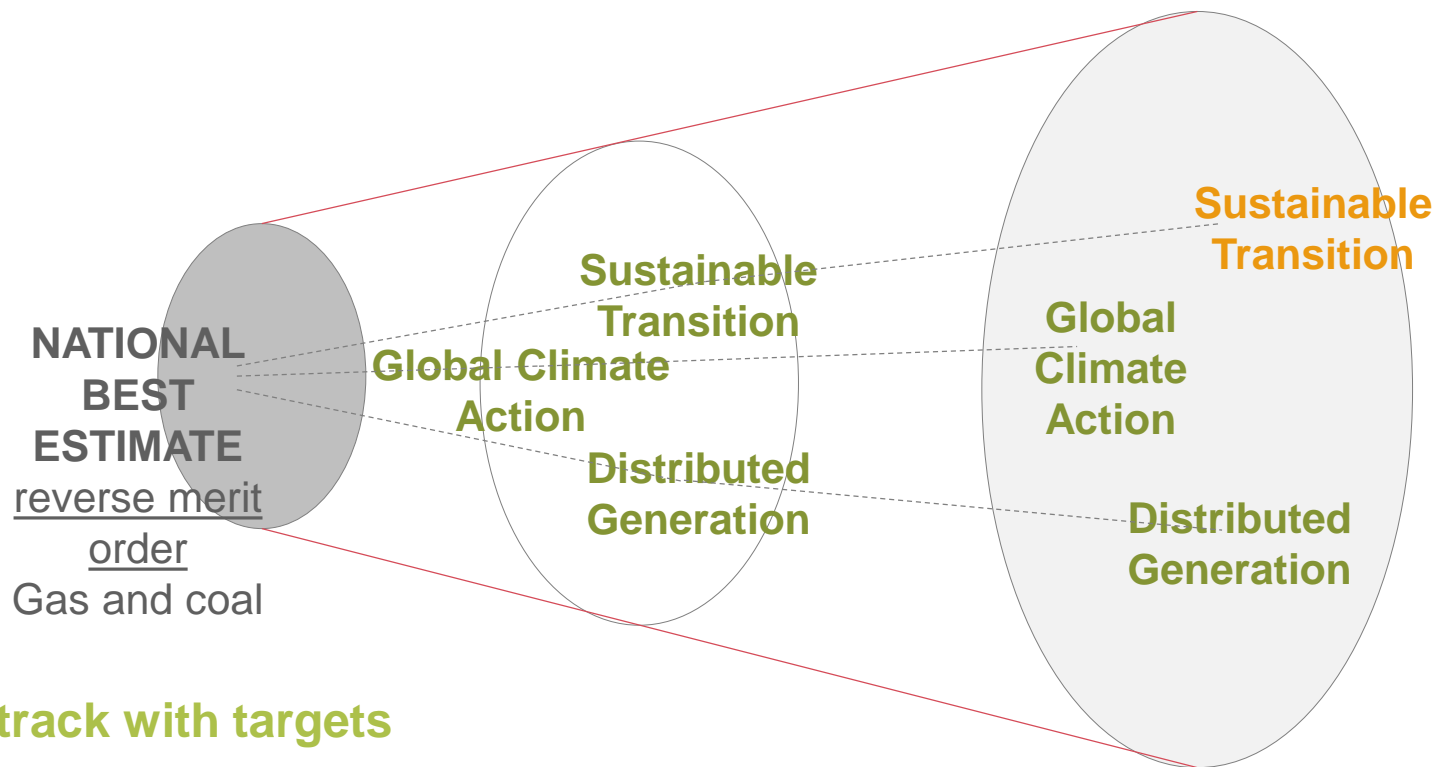 NATIONAL
BEST
ESTIMATE
reverse merit
order
Gas and coal
Sustainable
Transition
Global Climate
Action
Distributed
Generation
Sustainable
Transition
Global
Climate
Action
Distributed
Generation
track with targets